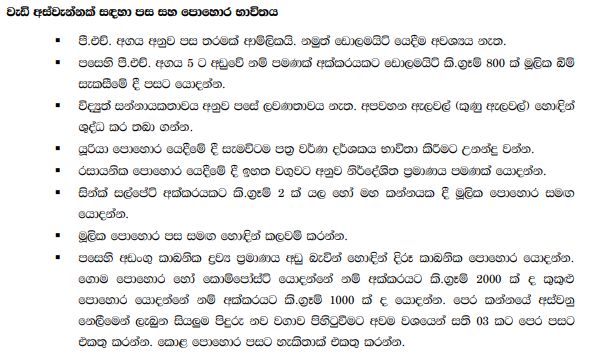 වැඩි අස්වැන්නක් සඳහා පස සහ පොහොර භාවිතය
▪ පී.එච්. අගය අනුව පස තරමක් ආම්ලිකයි. නමුත් ඩොලමයිට් යෙදීම අවශ්‍යය නැත.
▪ පසෙහි පී.එච්. අගය 5 ට අඩුවේ නම් පමණක් අක්කරයකට ඩොලමයිට් කි.ග්‍රෑම් 800 ක් මූලික බිම්
සැකසීමේ දී පසට යොදන්න.
▪ විද්‍යුත් සන්නායකතාවය අනුව පසේ ලවණතාවය නැත. අපවහන ඇලවල් (කුණු ඇලවල්) හොඳින්
ශුද්ධ කර තබා ගන්න.
▪ යූරියා පොහොර යෙදීමේ දී සැමවිටම පත්‍ර වර්ණ දර්ශකය භාවිතා කිරීමට උනන්දු වන්න.
▪ රසායනික පොහොර යෙදීමේ දී ඉහත වගුවට අනුව නිර්දේශිත ප්‍රමාණය පමණක් යොදන්න.
▪ සින්ක් සල්පේට් අක්කරයකට කි.ග්‍රෑම් 2 ක් යල හෝ මහ කන්නයක දී මූලික පොහොර සමඟ
යොදන්න.
▪ මූලික පොහොර පස සමඟ හොඳින් කලවම් කරන්න.
▪ පසෙහි අඩංගු කාබනික ද්‍රව්‍ය ප්‍රමාණය අඩු බැවින් හොඳින් දිරූ කාබනික පොහොර යොදන්න.
ගොම පොහොර හෝ කොම්පෝස්ට් යොදන්නේ නම් අක්කරයට කි.ග්‍රෑම් 2000 ක් ද කුකුළු
පොහොර යොදන්නේ නම් අක්කරයට කි.ග්‍රෑම් 1000 ක් ද යොදන්න. පෙර කන්නයේ අස්වනු
නෙලීමෙන් ලැබුන සියලුම පිදුරු නව වගාව පිහිටුවීමට අවම වශයෙන් සති 03 කට පෙර පසට
එකතු කරන්න. කොළ පොහොර පසට හැකිතාක් එකතු කරන්න.